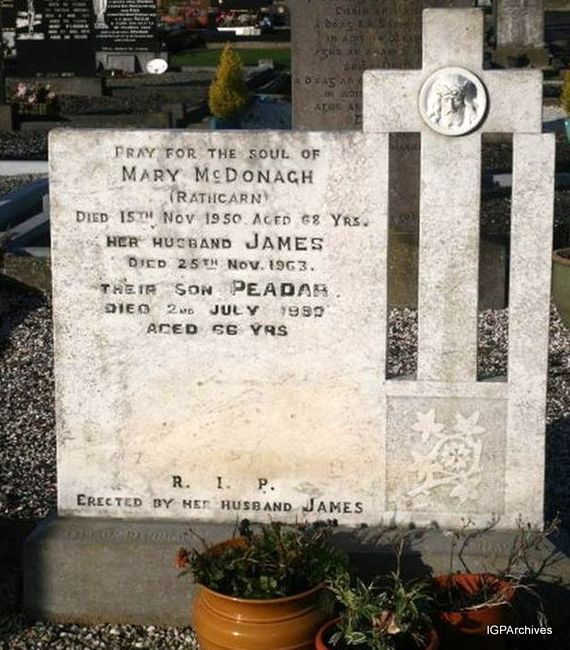 PRAY FOR THE SOUL OF
MARY McDONAGH
(RATHCARN)
DIED 15TH NOV 1950 AGED 68 YRS.
HER HUSBAND JAMES
DIED 25TH NOV. 1963.
THEIR SON PEADAR
DIED 2ND JULY 1990
AGED 66 YRS
R. I. P.
ERECTED BY HER HUSBAND JAMES
IGPArchives